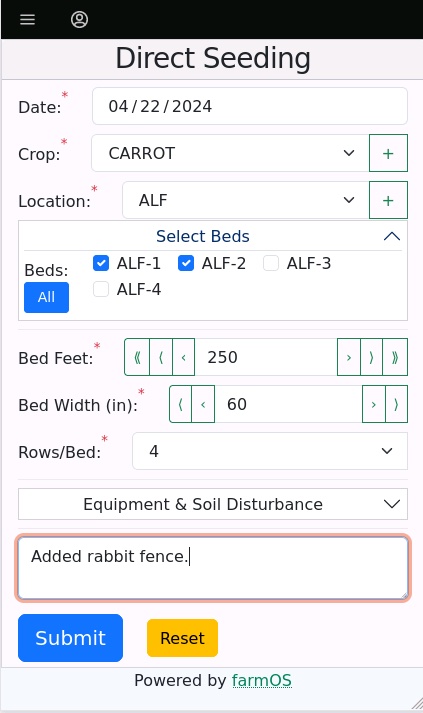 Direct Seeding
Date:* 04/22/2024
Crop:* CARROT +
Location:* ALF +
Select Beds
Beds: ALF-1 ALF-2 ALF-3
All ALF-4
Bed Feet:* ⟪ ⟨ ‹ 250 › ⟩ ⟫
Bed Width (in):* ⟨ ‹ 60 › ⟩
Rows/Bed:* 4
Equipment & Soil Disturbance
Added rabbit fence.
Submit Reset
Powered by farmOS